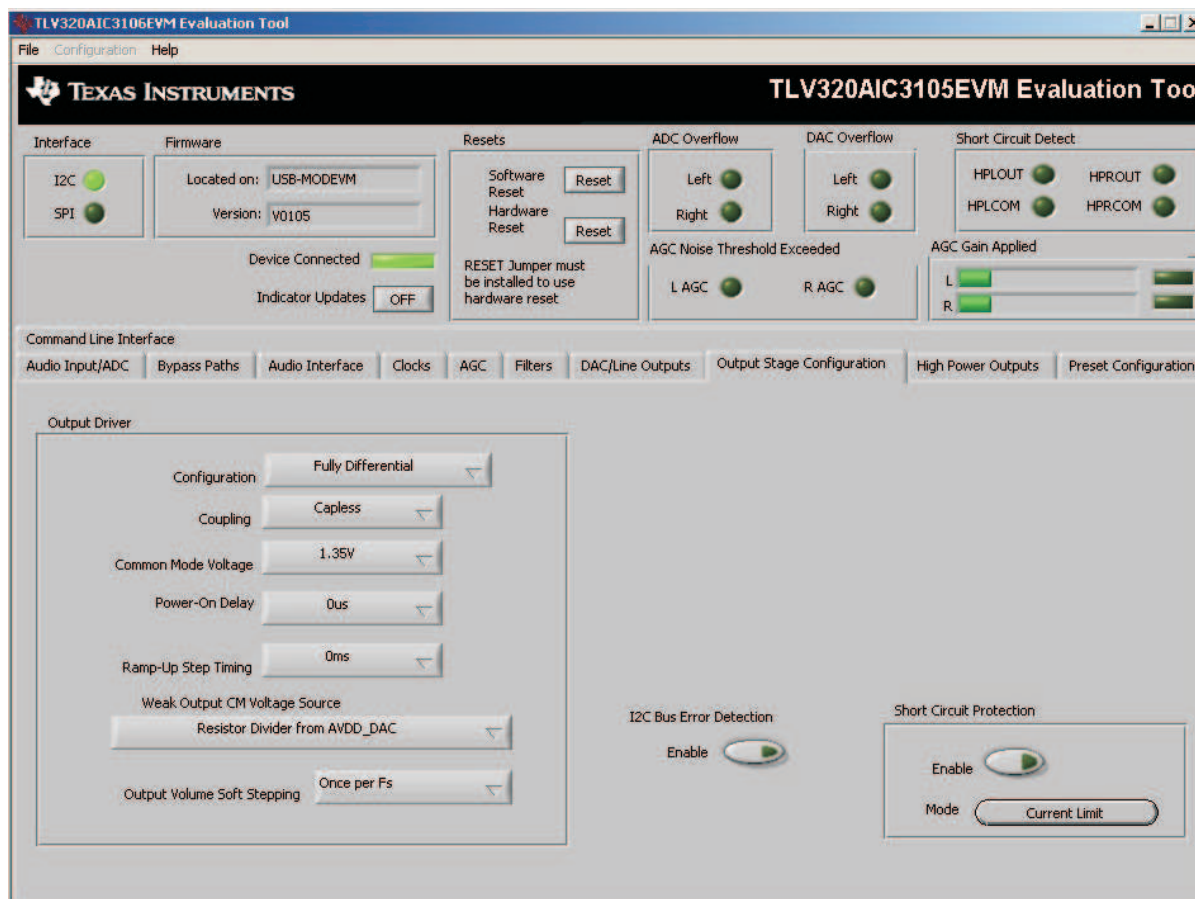 TLV320AIC3106EVM Evaluation Tool
File Configuration Help
TEXAS INSTRUMENTS
TLV320AIC3105EVM Evaluation Too
Interface
I2C
SPI
Firmware
Located on: USB-MODEVM
Version: V0105
Device Connected
Indicator Updates OFF
Resets
Software
Reset
Reset
Hardware
Reset
Reset
RESET Jumper must
be installed to use
hardware reset
ADC Overflow
Left
Right
DAC Overflow
Left
Right
Short Circuit Detect
HPLOUT HPROUT
HPLCOM HPRCOM
AGC Noise Threshold Exceeded
L AGC R AGC
AGC Gain Applied
L
R
Command Line Interface
Audio Input/ADC Bypass Paths Audio Interface Clocks AGC Filters DAC/Line Outputs Output Stage Configuration High Power Outputs Preset Configuration
Output Driver
Configuration Fully Differential
Coupling Capless
Common Mode Voltage 1.35V
Power-On Delay 0us
Ramp-Up Step Timing 0ms
Weak Output CM Voltage Source
Resistor Divider from AVDD_DAC
Output Volume Soft Stepping Once per Fs
I2C Bus Error Detection
Enable
Short Circuit Protection
Enable
Mode Current Limit